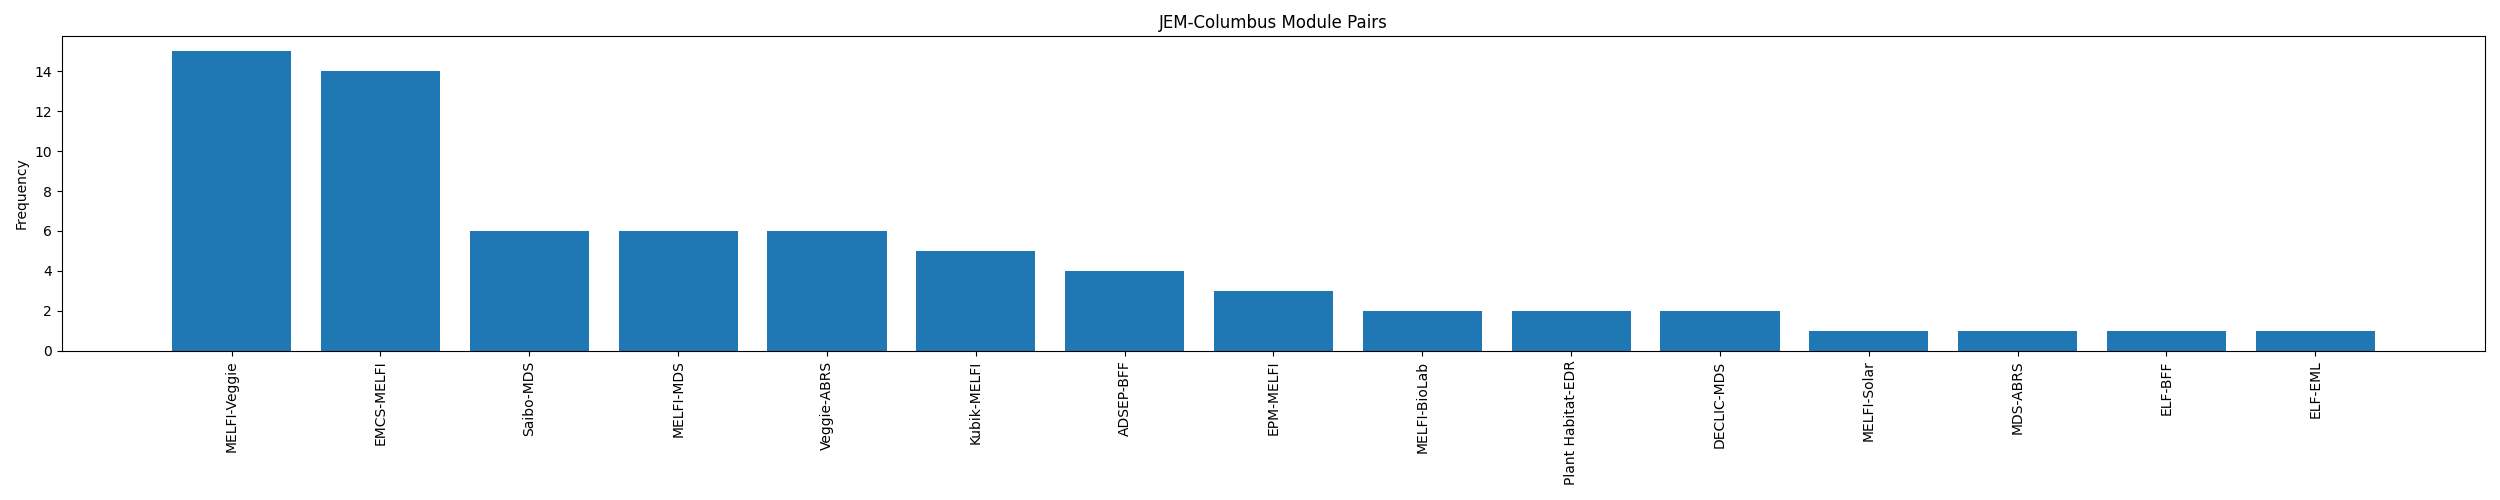 JEM-Columbus Module Pairs
Frequency
14
12
10
8
6
4
2
0
MELFI-Veggie
EMCS-MELFI
Saibo-MDS
MELFI-MDS
Veggie-ABRS
Kubik-MELFI
ADSEP-BFF
EPM-MELFI
MELFI-BioLab
Plant Habitat-EDR
DECLIC-MDS
MELFI-Solar
MDS-ABRS
ELF-BFF
ELF-EML